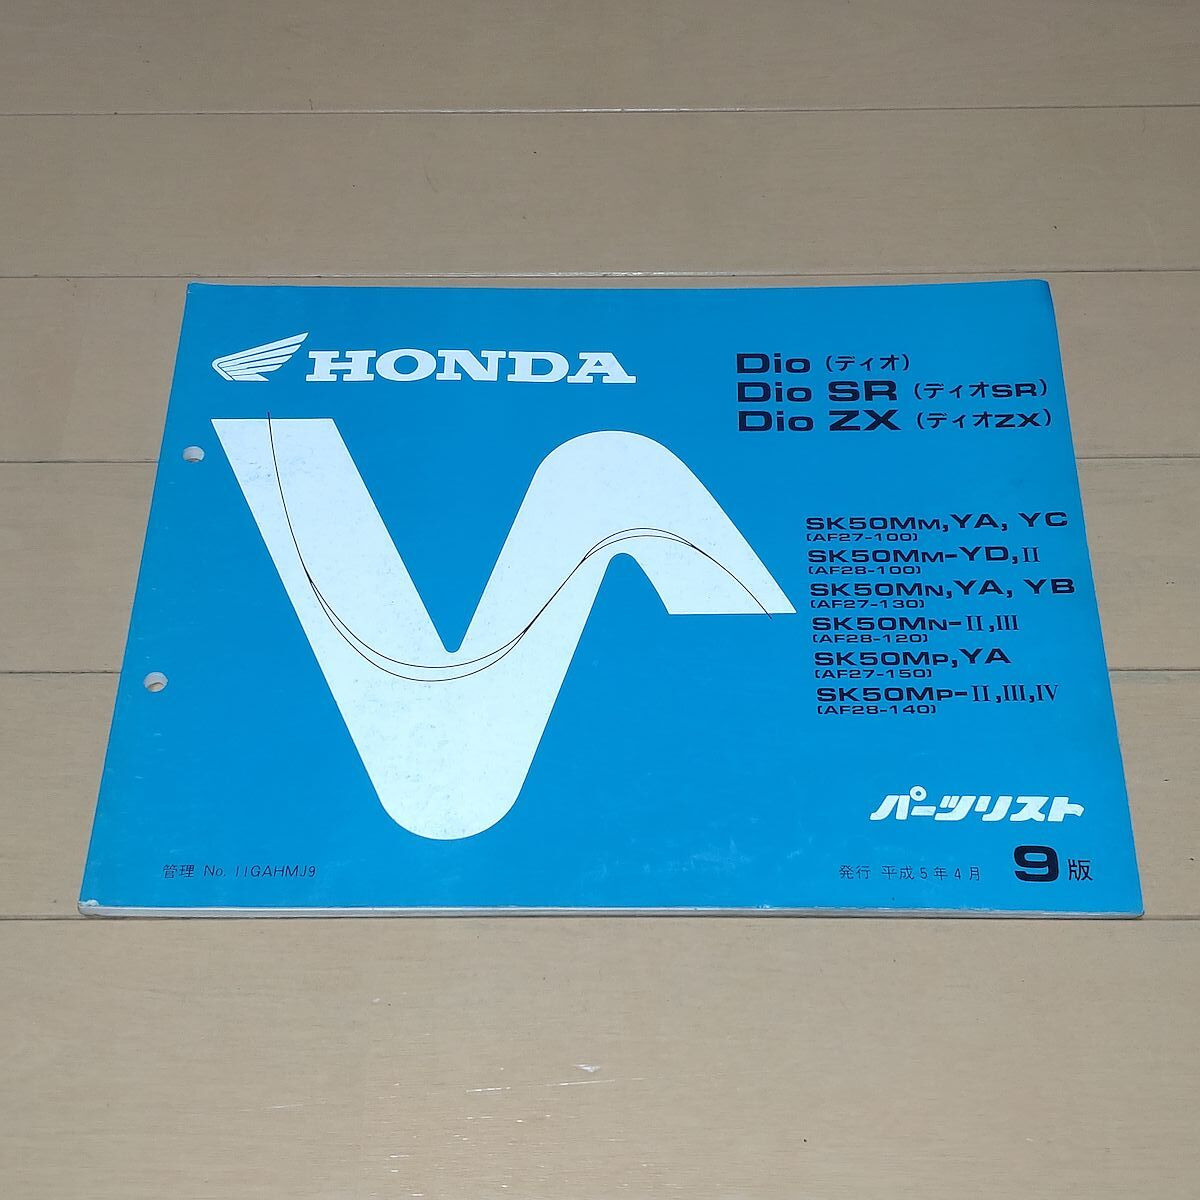 HONDA
Dio (ディオ)
Dio SR (ディオSR)
Dio ZX (ディオZX)
SK50MM, YA, YC
(AF27-100)
SK50MM-YD, II
(AF28-100)
SK50MN, YA, YB
(AF27-130)
SK50MN-II, III
(AF28-120)
SK50MP, YA
(AF27-150)
SK50MP-II, III, IV
(AF28-140)
パーツリスト
管理 No. 11GAHMJ9
発行 平成5年4月 9版